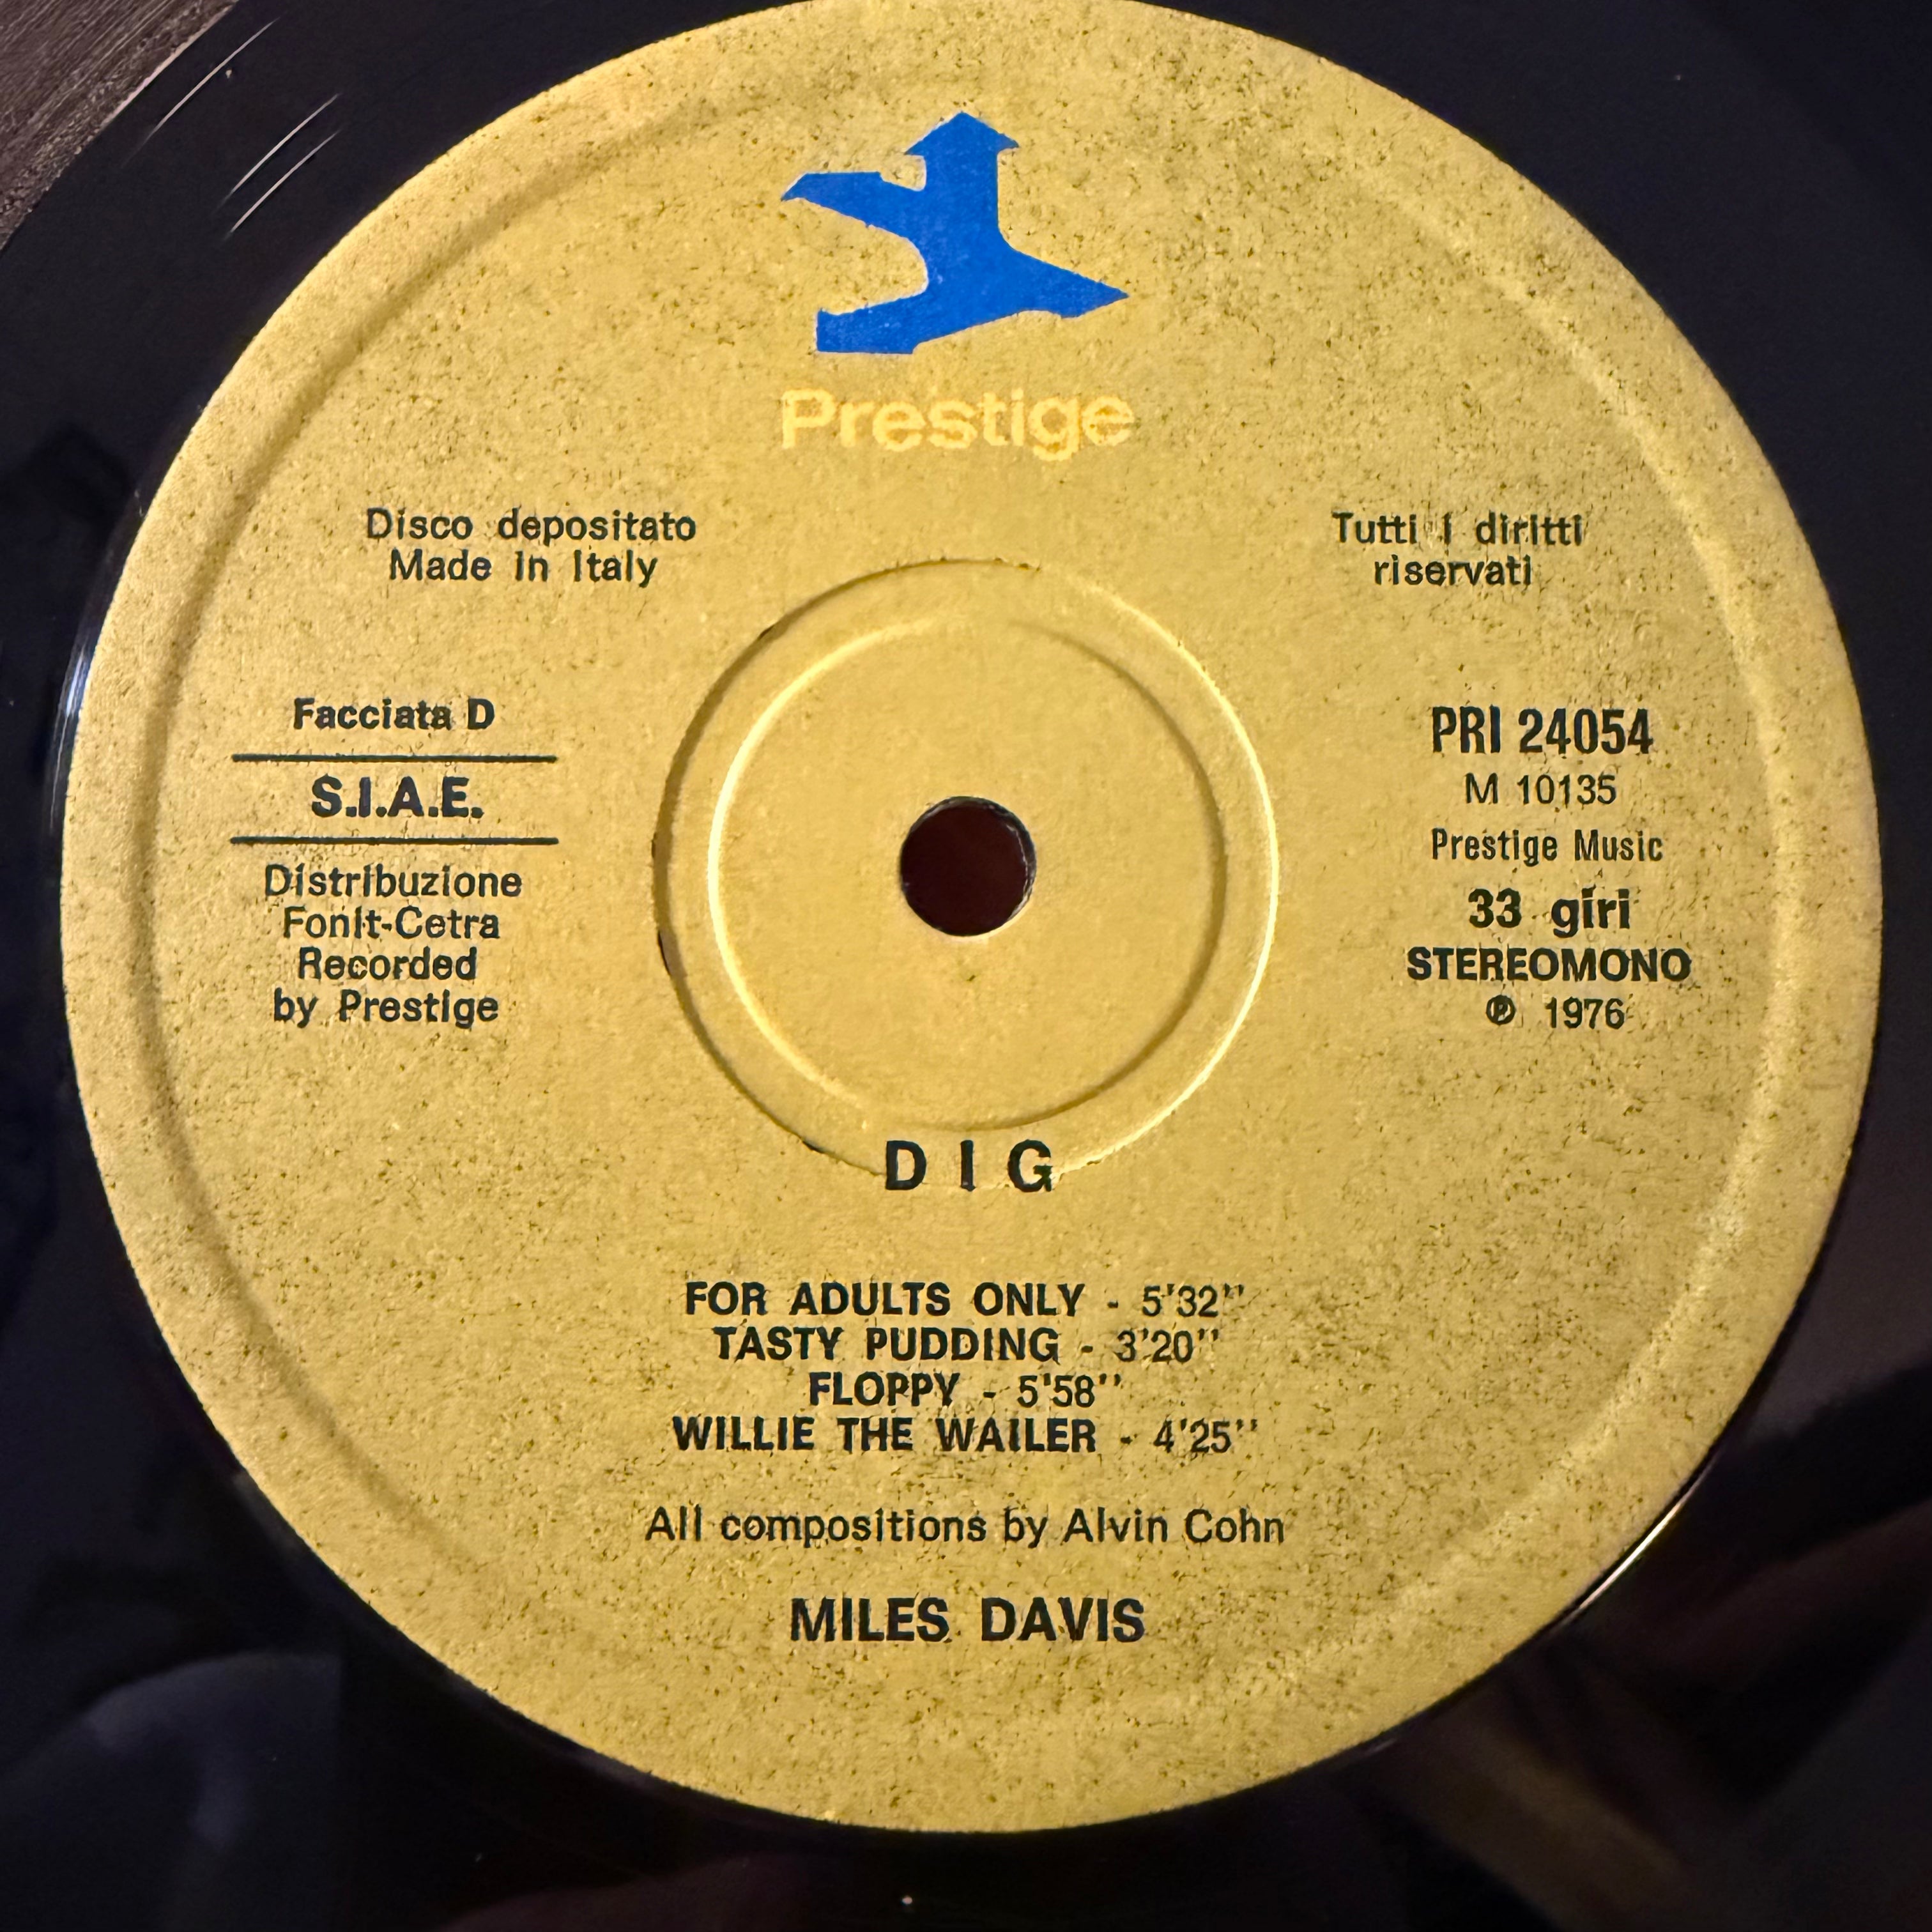 Prestige
Disco depositato
Made in Italy
Tutti i diritti
riservati
Facciata D
S.I.A.E.
Distribuzione
Fonit-Cetra
Recorded
by Prestige
PRI 24054
M 10135
Prestige Music
33 giri
STEREOMONO
℗ 1976
DIG
FOR ADULTS ONLY - 5'32''
TASTY PUDDING - 3'20''
FLOPPY - 5'58''
WILLIE THE WAILER - 4'25''
All compositions by Alvin Cohn
MILES DAVIS